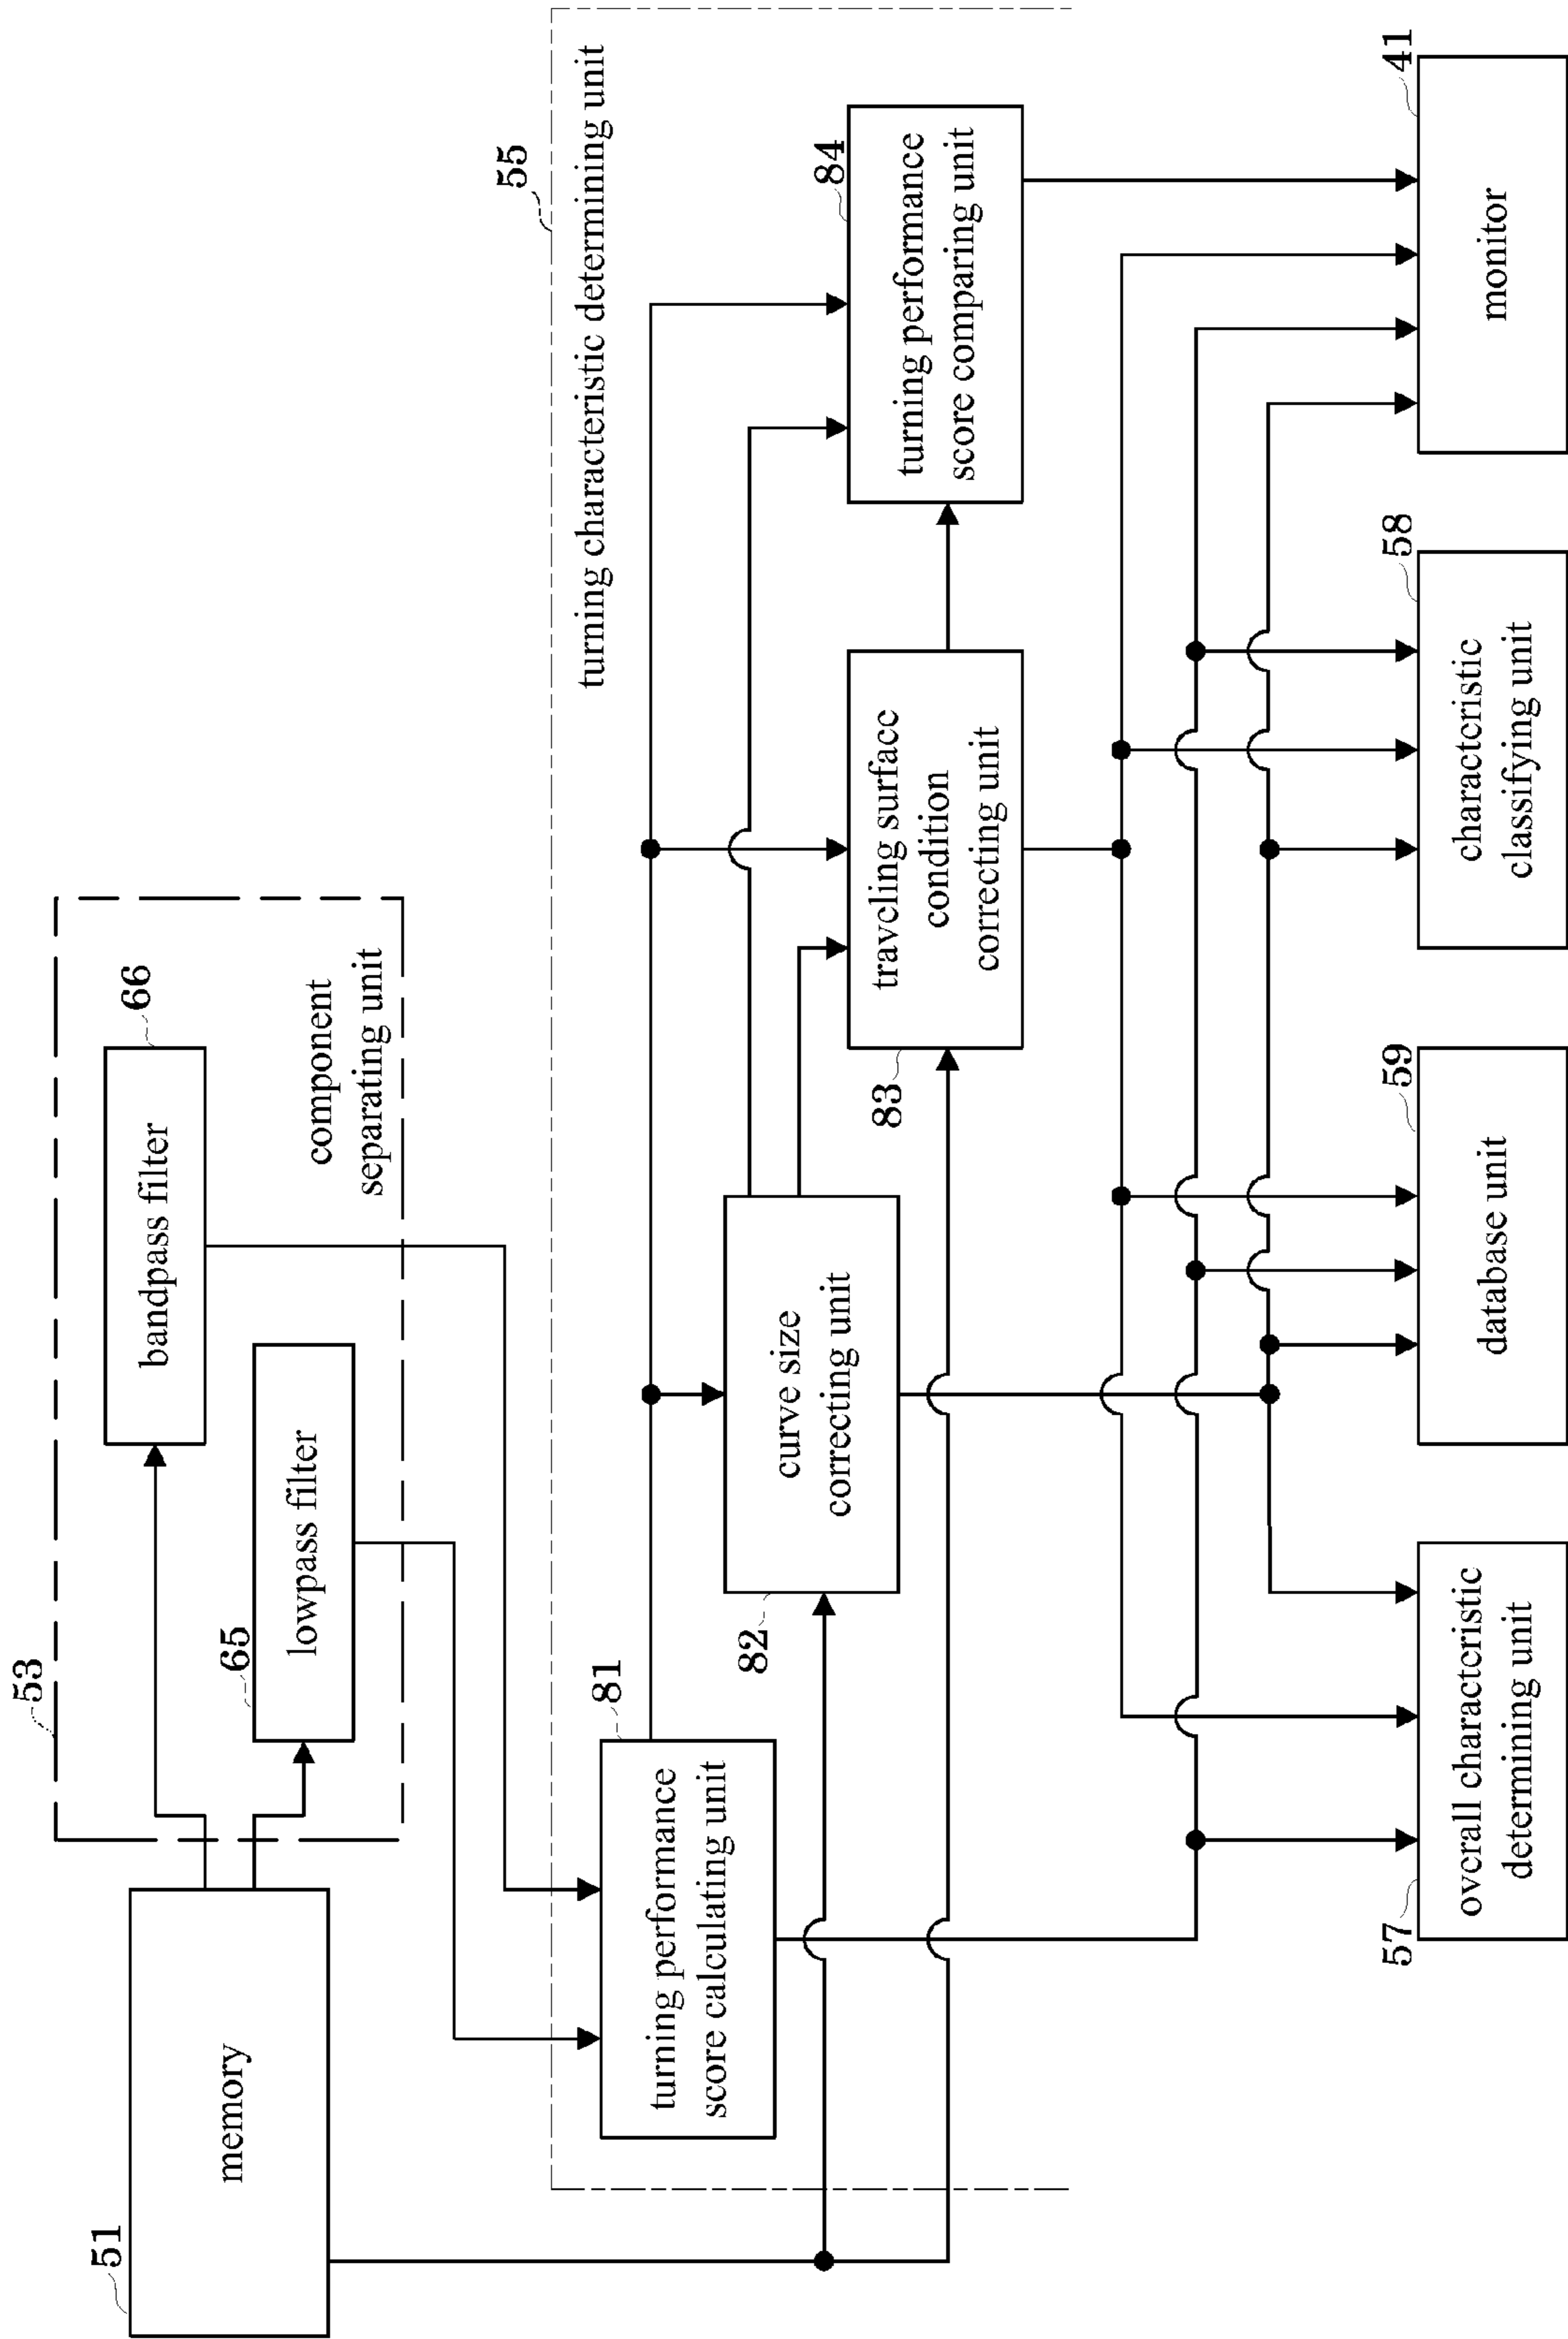 51
memory
53
66
bandpass filter
65
lowpass filter
component
separating unit
55
turning characteristic determining unit
81
turning performance
score calculating unit
82
curve size
correcting unit
83
traveling surface
condition
correcting unit
84
turning performance
score comparing unit
57
overall characteristic
determining unit
59
database unit
58
characteristic
classifying unit
41
monitor